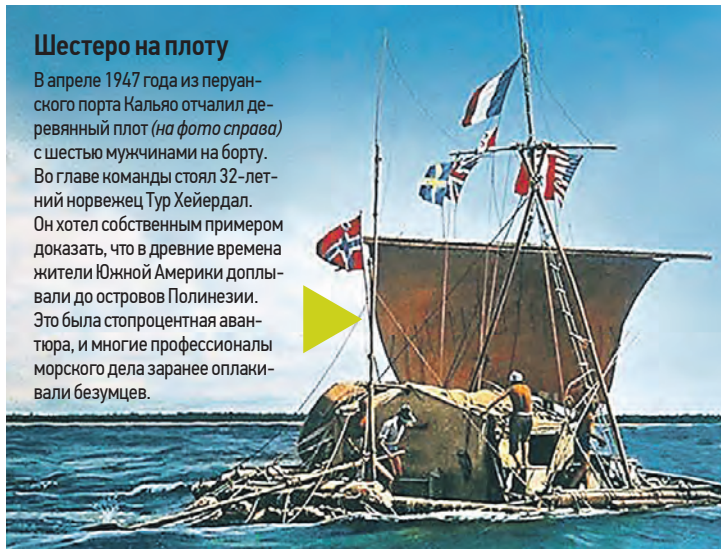 Шестеро на плоту
В апреле 1947 года из перуан-
ского порта Кальяо отчалил де-
ревянный плот (на фото справа)
с шестью мужчинами на борту.
Во главе команды стоял 32-лет-
ний норвежец Тур Хейердал.
Он хотел собственным примером
доказать, что в древние времена
жители Южной Америки доплы-
вали до островов Полинезии.
Это была стопроцентная аван-
тюра, и многие профессионалы
морского дела заранее оплаки-
вали безумцев.